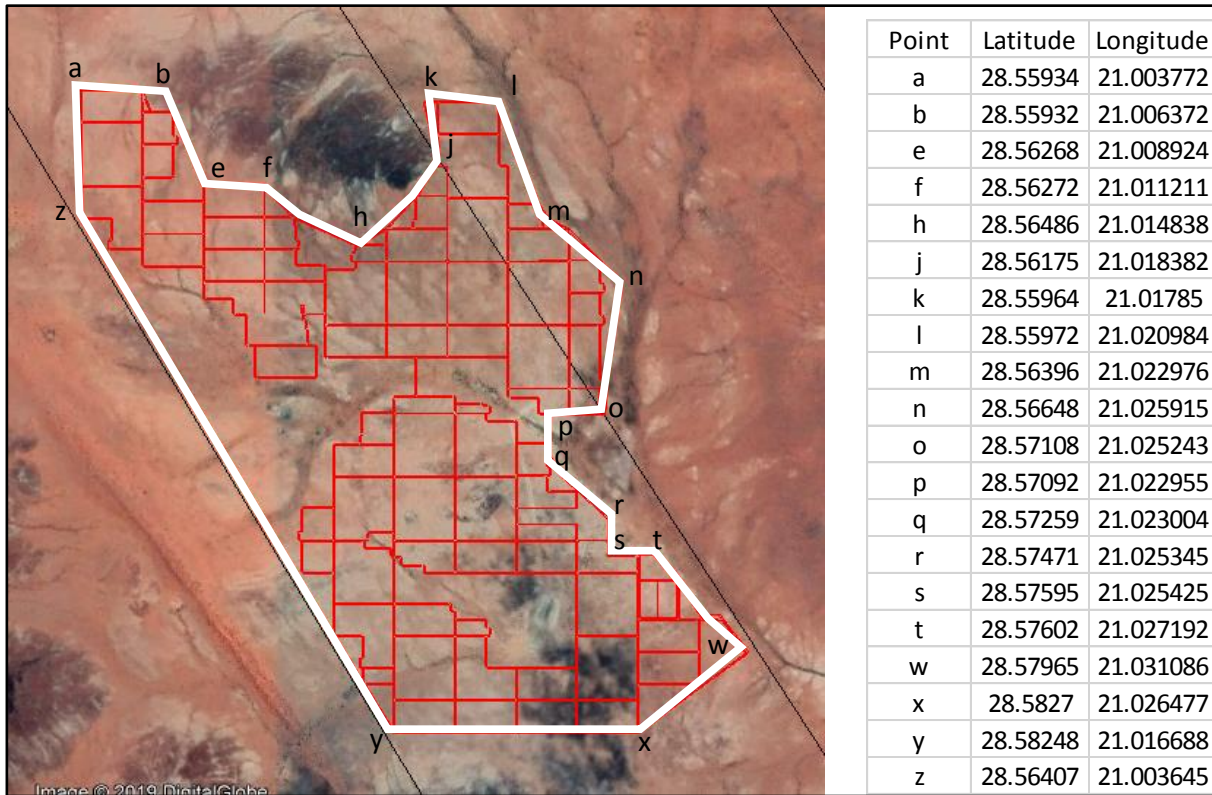 a
b
k
l
e
f
j
z
h
m
n
o
p
q
r
s
t
w
y
x
Image © 2019 DigitalGlobe
Point Latitude Longitude
a 28.55934 21.003772
b 28.55932 21.006372
e 28.56268 21.008924
f 28.56272 21.011211
h 28.56486 21.014838
j 28.56175 21.018382
k 28.55964 21.01785
l 28.55972 21.020984
m 28.56396 21.022976
n 28.56648 21.025915
o 28.57108 21.025243
p 28.57092 21.022955
q 28.57259 21.023004
r 28.57471 21.025345
s 28.57595 21.025425
t 28.57602 21.027192
w 28.57965 21.031086
x 28.5827 21.026477
y 28.58248 21.016688
z 28.56407 21.003645